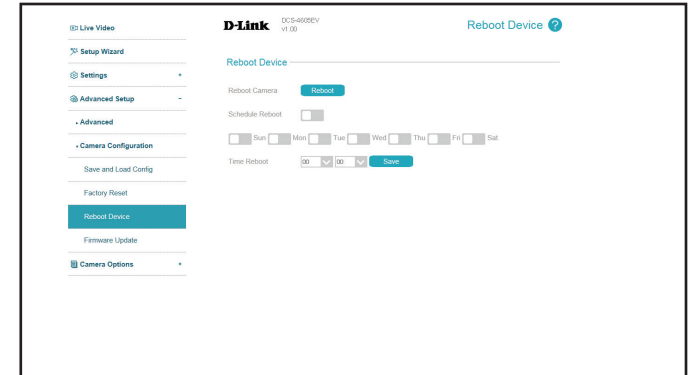 Live Video
Setup Wizard
Settings +
Advanced Setup -
Advanced
Camera Configuration
Save and Load Config
Factory Reset
Reboot Device
Firmware Update
Camera Options +
D-Link DCS-4605EV
v1.00
Reboot Device ?
Reboot Device
Reboot Camera Reboot
Schedule Reboot
Sun Mon Tue Wed Thu Fri Sat
Time Reboot 00 00 Save